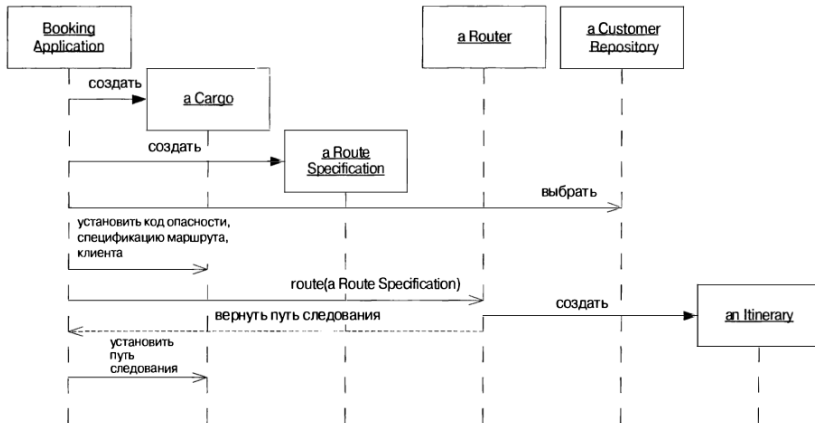 Booking
Application
a Router
a Customer
Repository
создать
a Cargo
создать
a Route
Specification
выбрать
установить код опасности,
спецификацию маршрута,
клиента
route(a Route Specification)
вернуть путь следования
создать
an Itinerary
установить
путь
следования